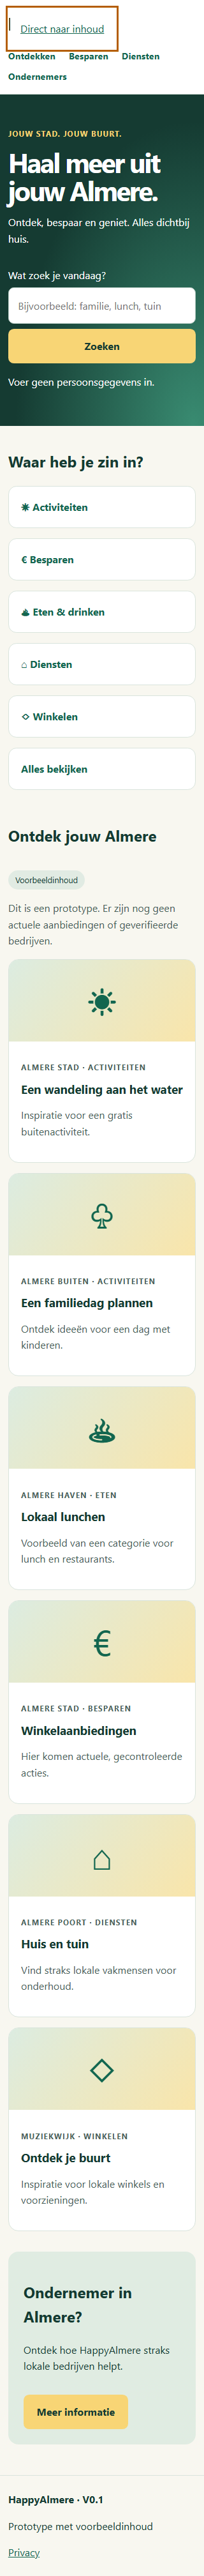 Direct naar inhoud
Ontdekken Besparen Diensten
Ondernemers
JOUW STAD. JOUW BUURT.
Haal meer uit
jouw Almere.
Ontdek, bespaar en geniet. Alles dichtbij
huis.
Wat zoek je vandaag?
Bijvoorbeeld: familie, lunch, tuin
Zoeken
Voer geen persoonsgegevens in.
Waar heb je zin in?
Activiteiten
€ Besparen
Eten & drinken
⌂ Diensten
◇ Winkelen
Alles bekijken
Ontdek jouw Almere
Voorbeeldinhoud
Dit is een prototype. Er zijn nog geen
actuele aanbiedingen of geverifieerde
bedrijven.
ALMERE STAD · ACTIVITEITEN
Een wandeling aan het water
Inspiratie voor een gratis
buitenactiviteit.
ALMERE BUITEN · ACTIVITEITEN
Een familiedag plannen
Ontdek ideeën voor een dag met
kinderen.
ALMERE HAVEN · ETEN
Lokaal lunchen
Voorbeeld van een categorie voor
lunch en restaurants.
€
ALMERE STAD · BESPAREN
Winkelaanbiedingen
Hier komen actuele, gecontroleerde
acties.
ALMERE POORT · DIENSTEN
Huis en tuin
Vind straks lokale vakmensen voor
onderhoud.
MUZIEKWIJK · WINKELEN
Ontdek je buurt
Inspiratie voor lokale winkels en
voorzieningen.
Ondernemer in
Almere?
Ontdek hoe HappyAlmere straks
lokale bedrijven helpt.
Meer informatie
HappyAlmere · V0.1
Prototype met voorbeeldinhoud
Privacy